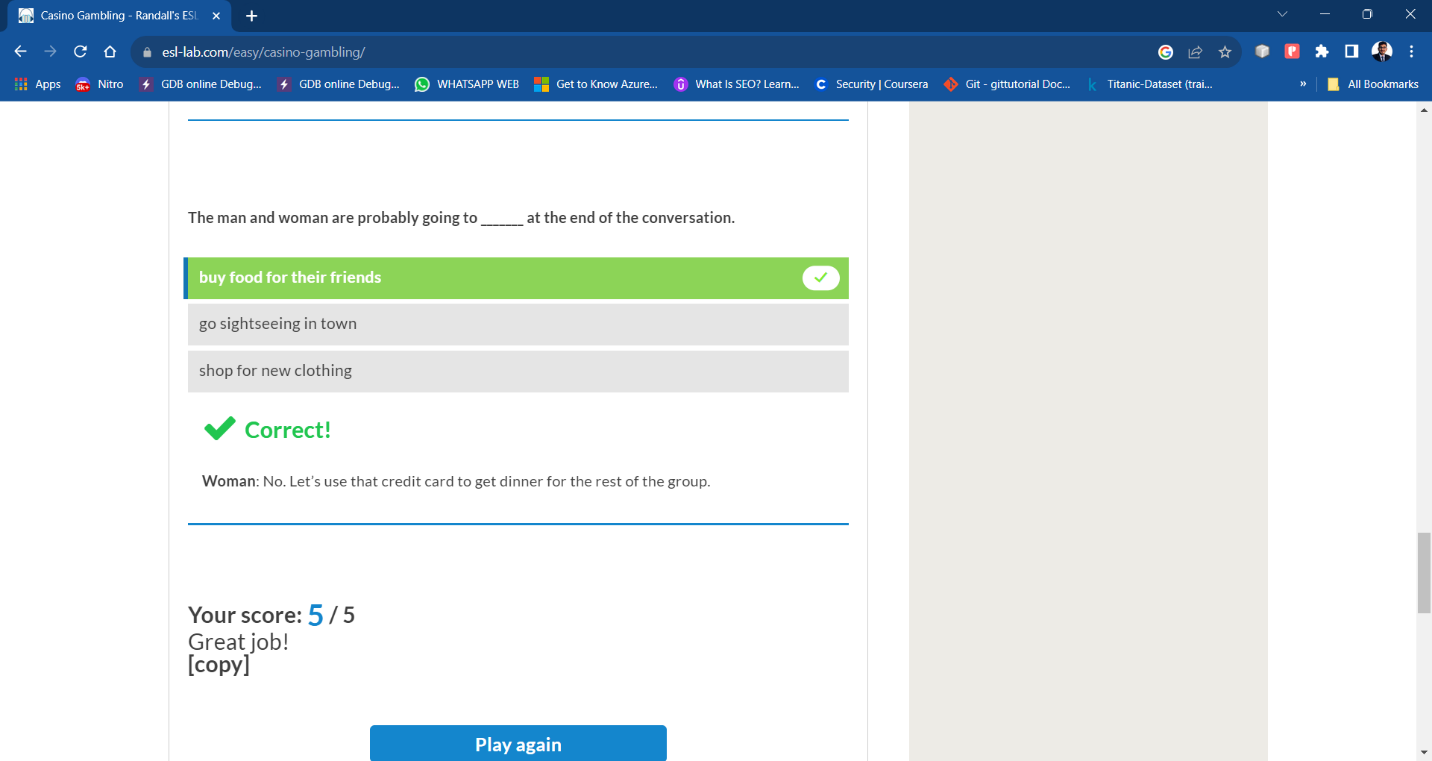 Casino Gambling - Randall's ESL
esl-lab.com/easy/casino-gambling/
Apps Nitro GDB online Debug... GDB online Debug... WHATSAPP WEB Get to Know Azure... What Is SEO? Learn... Security | Coursera Git - gittutorial Doc... Titanic-Dataset (trai... » All Bookmarks
The man and woman are probably going to _______ at the end of the conversation.
buy food for their friends
go sightseeing in town
shop for new clothing
Correct!
Woman: No. Let’s use that credit card to get dinner for the rest of the group.
Your score: 5 / 5
Great job!
[copy]
Play again